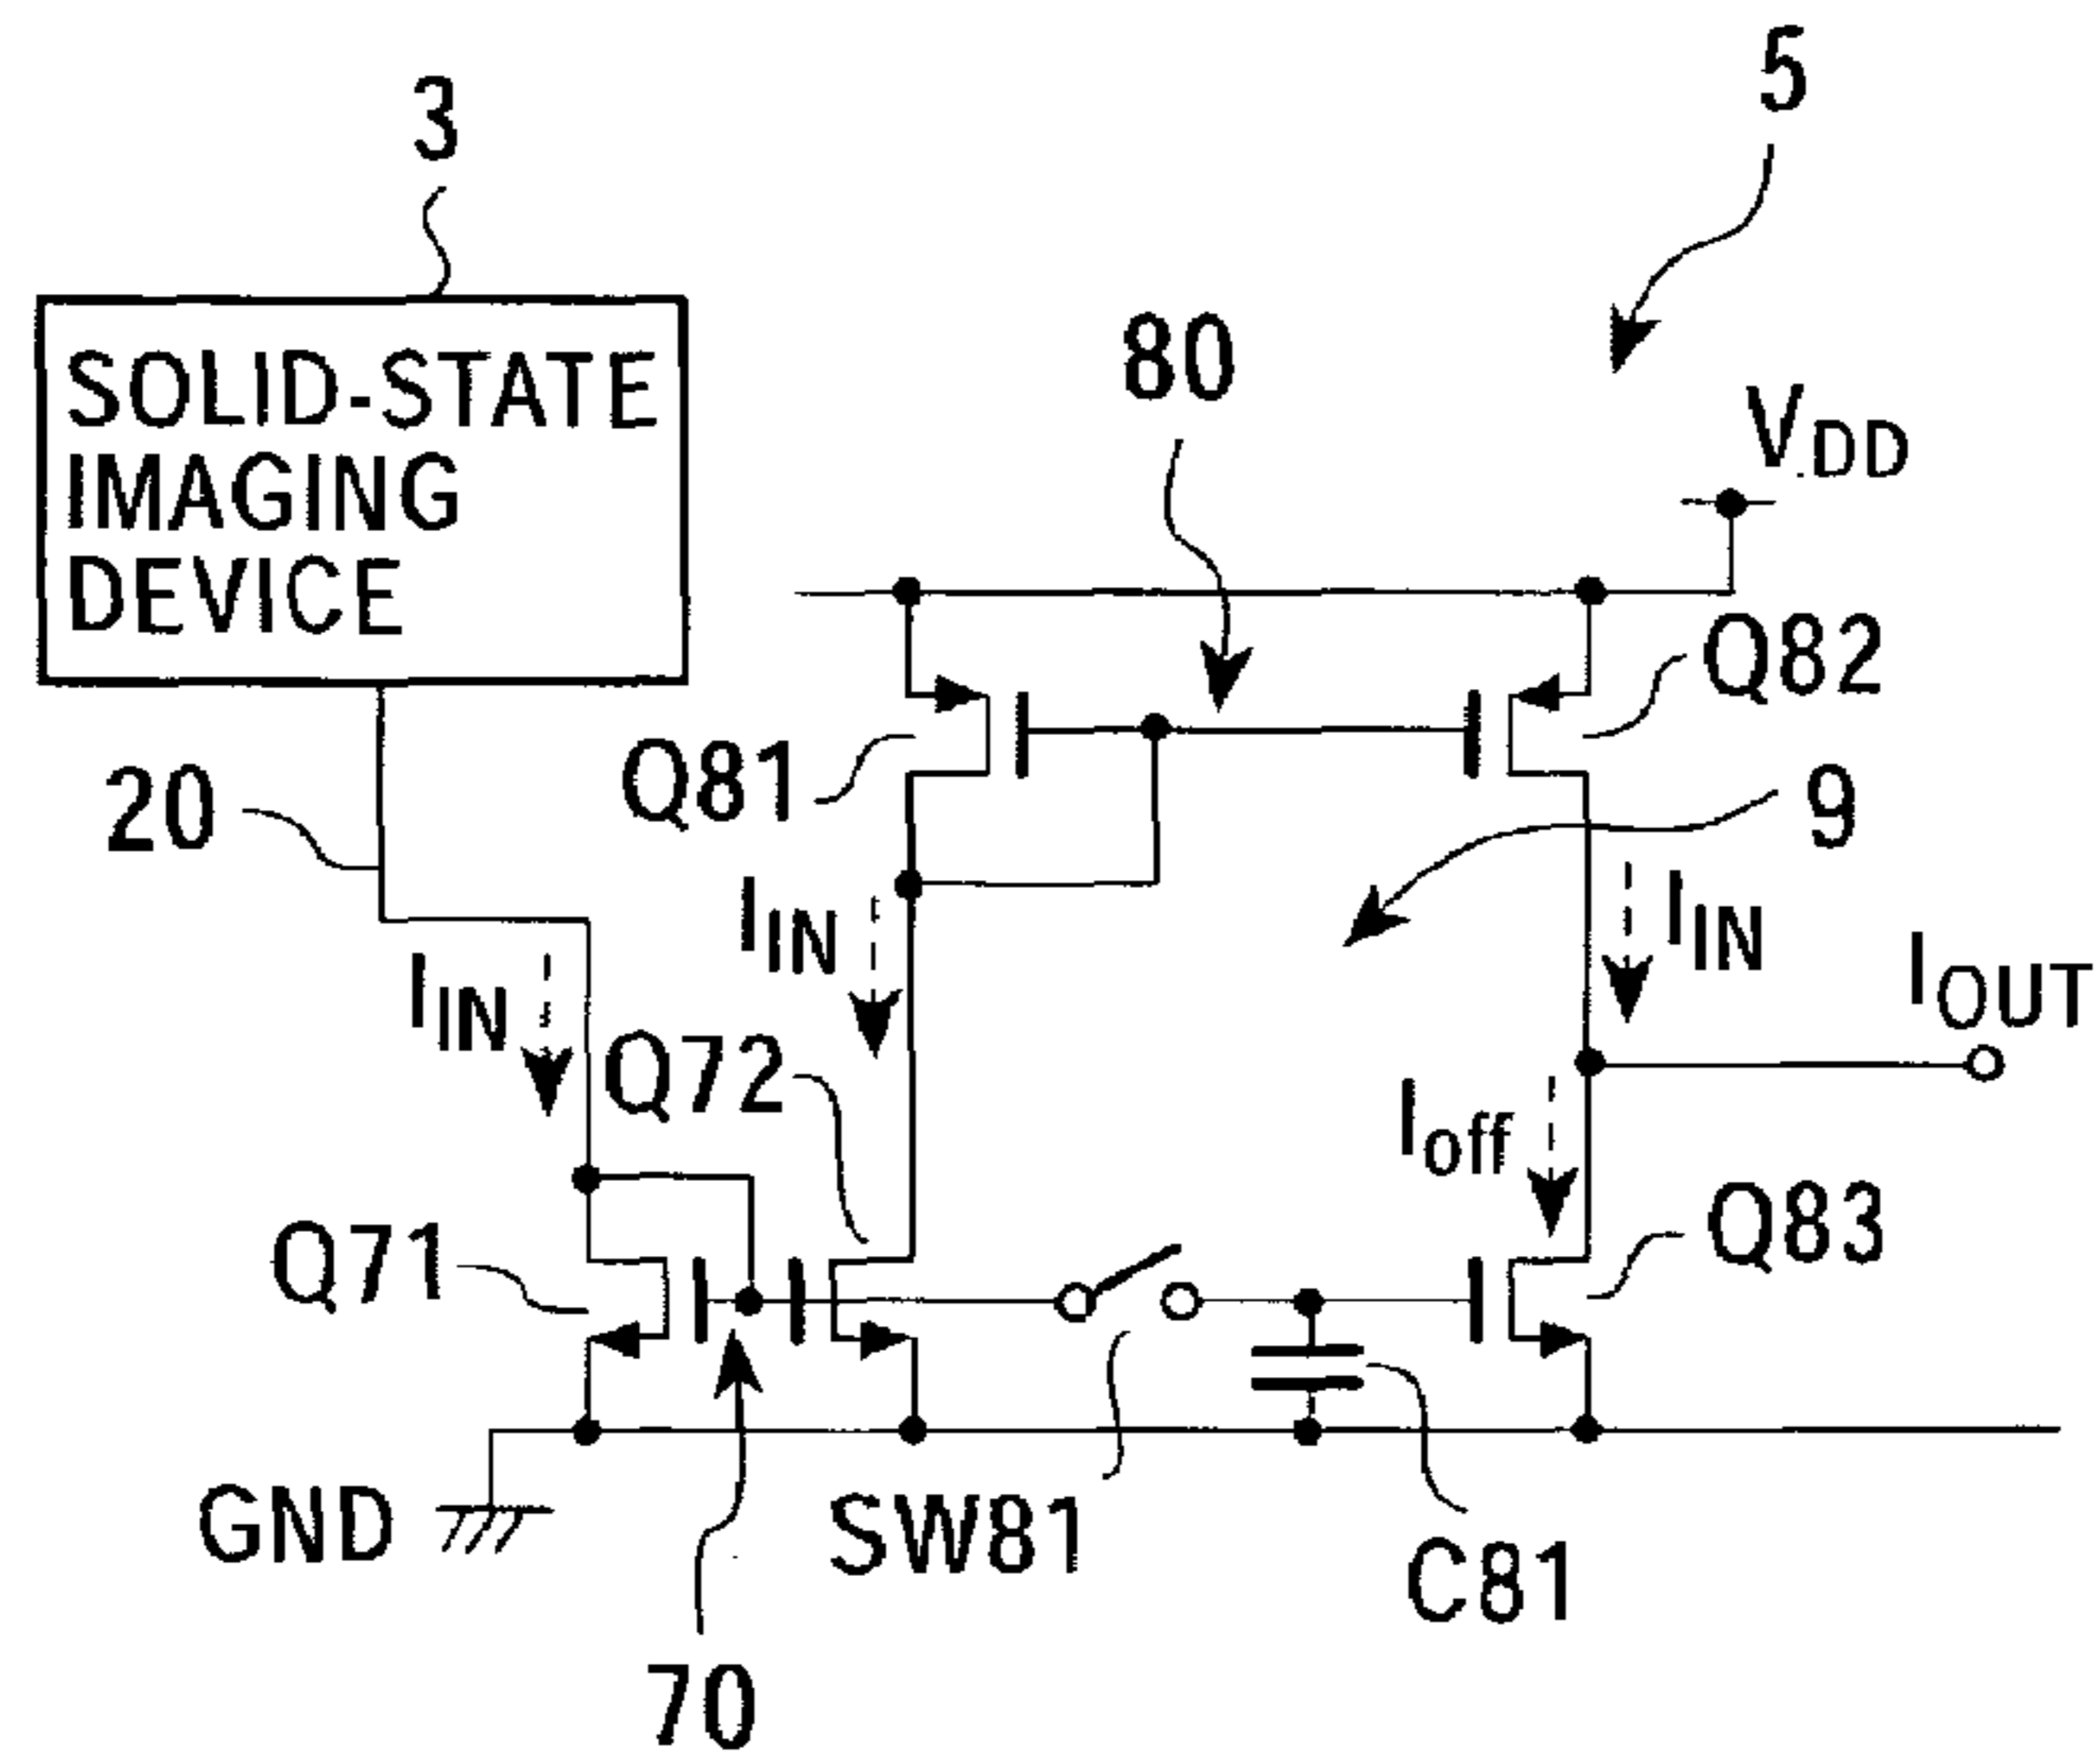 3
5
SOLID-STATE
IMAGING
DEVICE
80
VDD
Q82
Q81
20
9
IIN
IIN
IIN
IOUT
Q72
Ioff
Q71
Q83
GND
SW81
C81
70